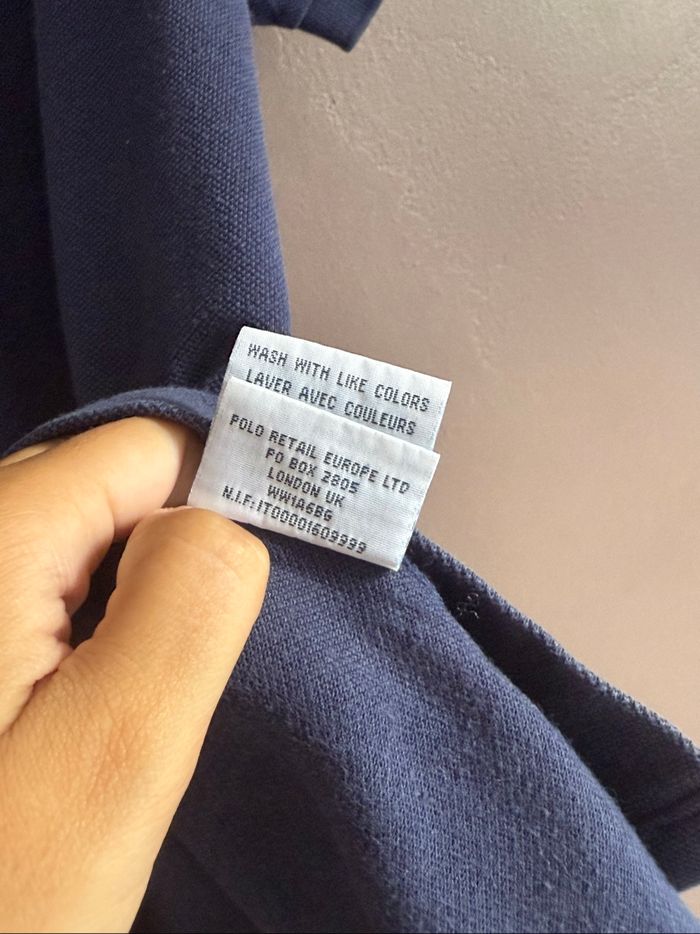 WASH WITH LIKE COLORS
LAVER AVEC COULEURS
POLO RETAIL EUROPE LTD
PO BOX 2805
LONDON UK
WW1A6BG
N.I.F:IT00001609999